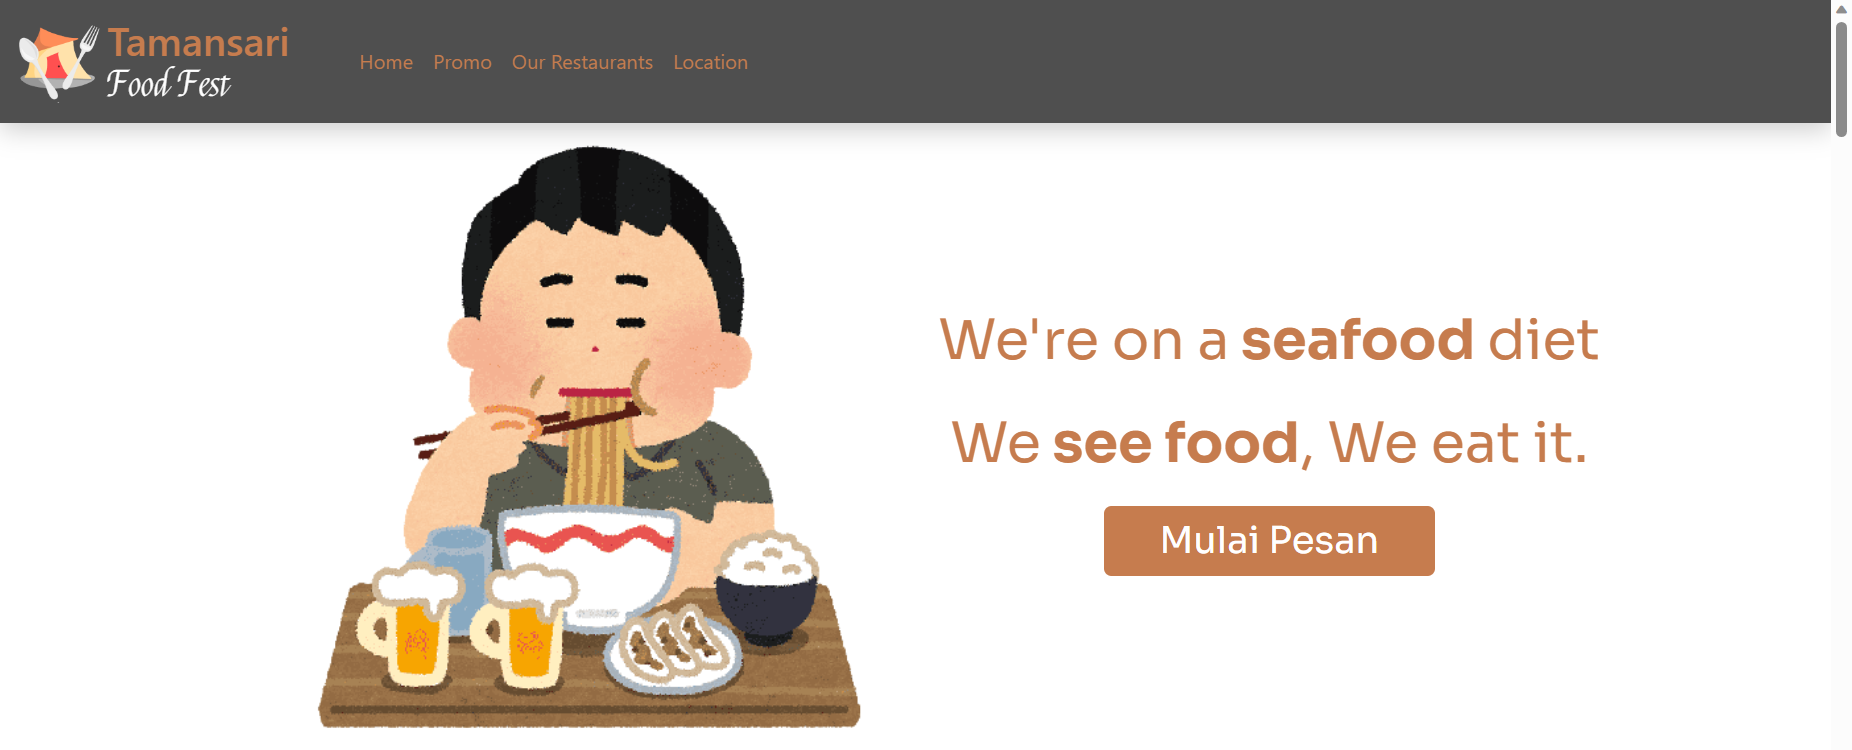 Tamansari
Food Fest
Home
Promo
Our Restaurants
Location
We're on a seafood diet
We see food, We eat it.
Mulai Pesan